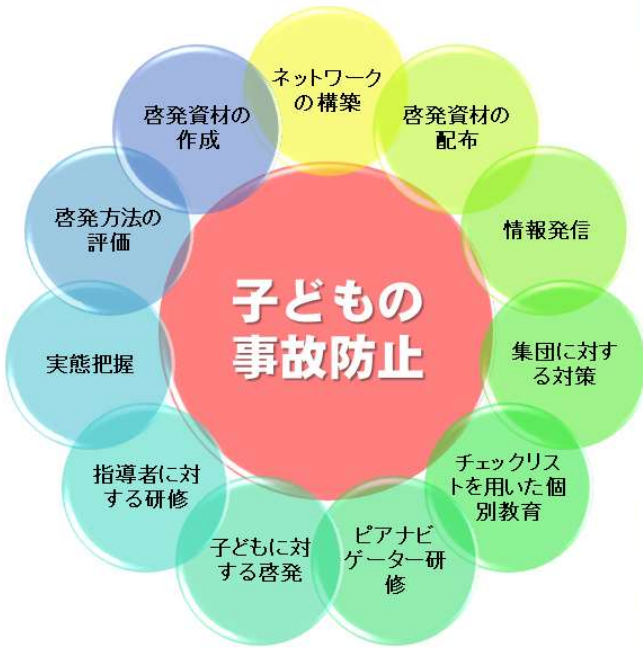 ネットワーク
の構築
啓発資材の
配布
情報発信
集団に対す
る対策
チェックリス
トを用いた個
別教育
ピアナビ
ゲーター研
修
子どもに対
する啓発
指導者に対
する研修
実態把握
啓発方法の
評価
啓発資材の
作成
子どもの
事故防止